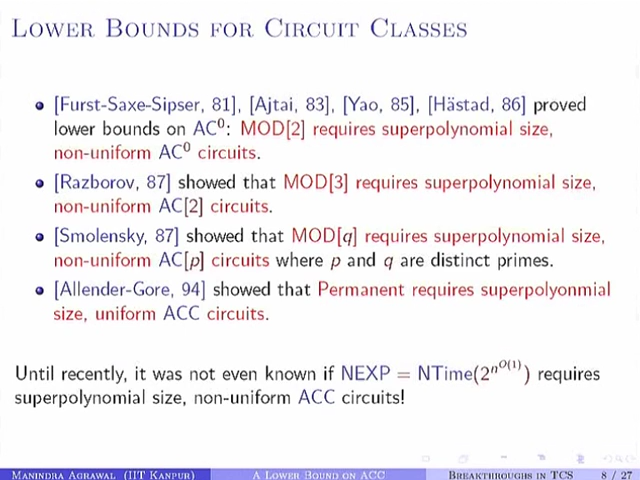 LOWER BOUNDS FOR CIRCUIT CLASSES
• [Furst-Saxe-Sipser, 81], [Ajtai, 83], [Yao, 85], [Håstad, 86] proved
lower bounds on AC⁰: MOD[2] requires superpolynomial size,
non-uniform AC⁰ circuits.
• [Razborov, 87] showed that MOD[3] requires superpolynomial size,
non-uniform AC[2] circuits.
• [Smolensky, 87] showed that MOD[q] requires superpolynomial size,
non-uniform AC[p] circuits where p and q are distinct primes.
• [Allender-Gore, 94] showed that Permanent requires superpolyonmial
size, uniform ACC circuits.
Until recently, it was not even known if NEXP = NTime(2^{n^{O(1)}}) requires
superpolynomial size, non-uniform ACC circuits!
MANINDRA AGRAWAL (IIT KANPUR) A LOWER BOUND ON ACC BREAKTHROUGHS IN TCS 8 / 27